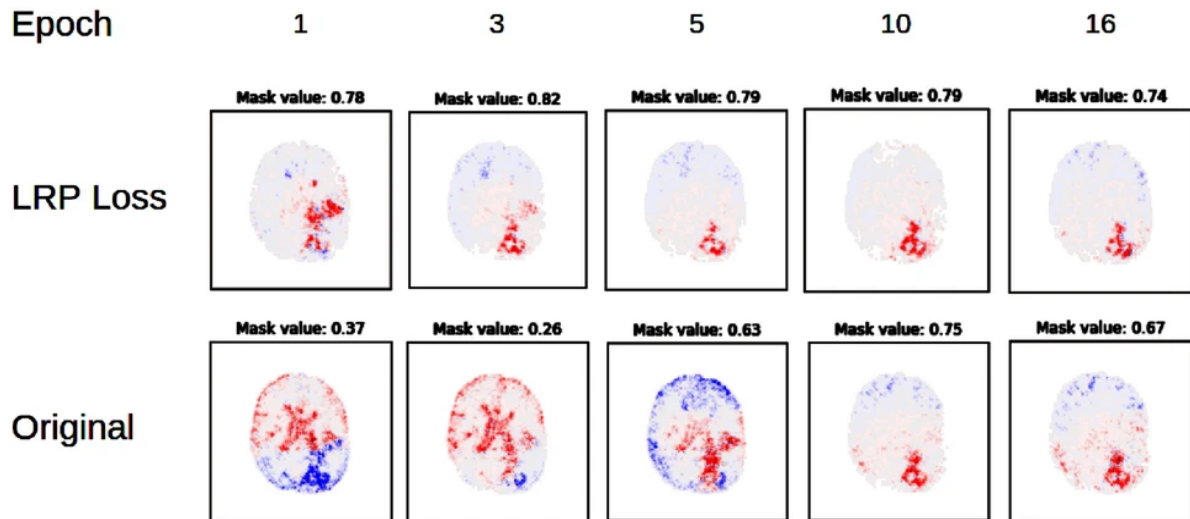 Epoch 1 3 5 10 16
Mask value: 0.78 Mask value: 0.82 Mask value: 0.79 Mask value: 0.79 Mask value: 0.74
LRP Loss
Mask value: 0.37 Mask value: 0.26 Mask value: 0.63 Mask value: 0.75 Mask value: 0.67
Original